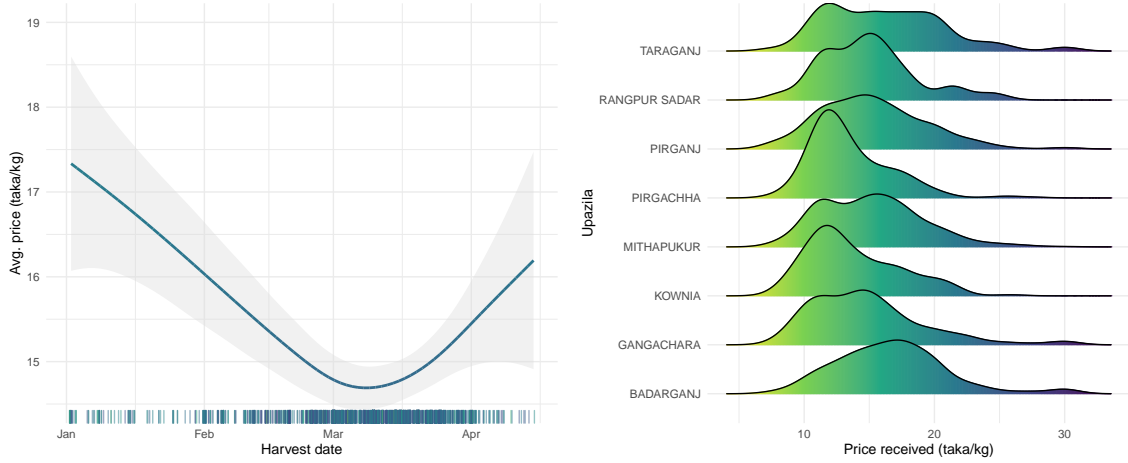 19
18
17
16
15
Avg. price (taka/kg)
Jan
Feb
Mar
Apr
Harvest date
TARAGANJ
RANGPUR SADAR
PIRGANJ
PIRGACHHA
MITHAPUKUR
KOWNIA
GANGACHARA
BADARGANJ
Upazila
10
20
30
Price received (taka/kg)